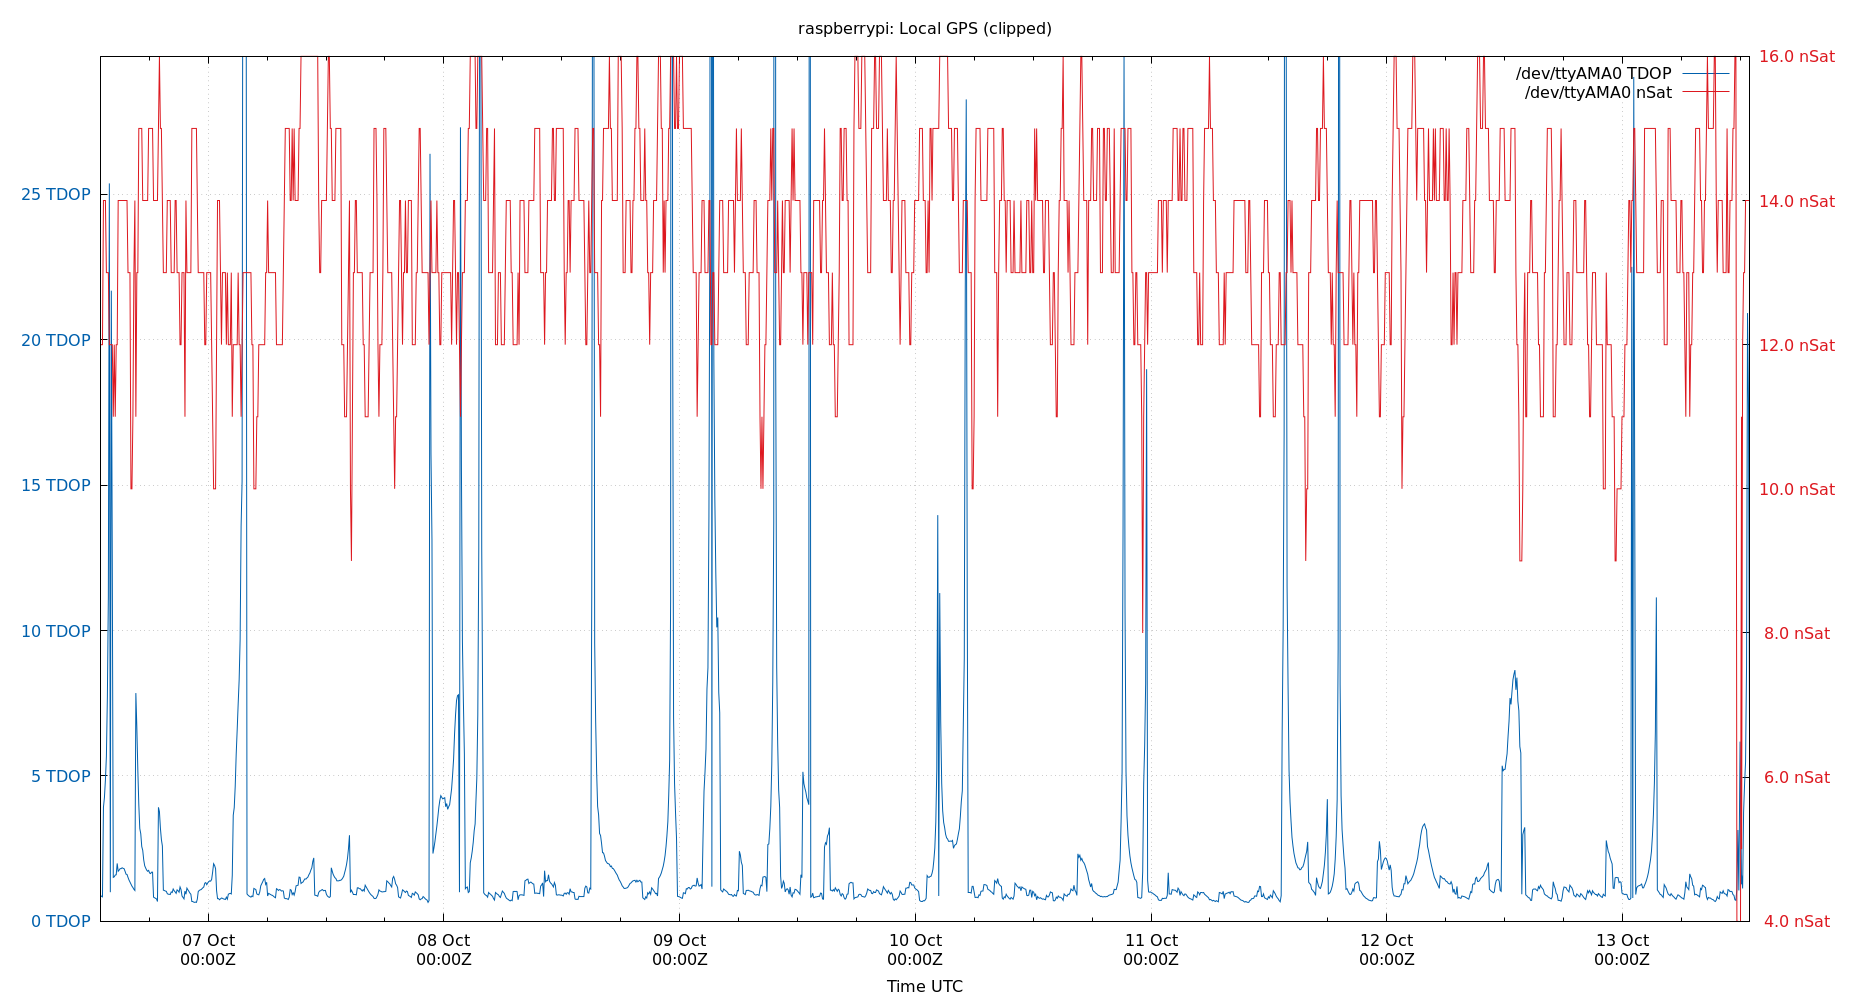 raspberrypi: Local GPS (clipped)
16.0 nSat
/dev/ttyAMA0 TDOP
/dev/ttyAMA0 nSat
25 TDOP
14.0 nSat
20 TDOP
12.0 nSat
15 TDOP
10.0 nSat
10 TDOP
8.0 nSat
5 TDOP
6.0 nSat
0 TDOP
4.0 nSat
07 Oct
00:00Z
08 Oct
00:00Z
09 Oct
00:00Z
10 Oct
00:00Z
11 Oct
00:00Z
12 Oct
00:00Z
13 Oct
00:00Z
Time UTC